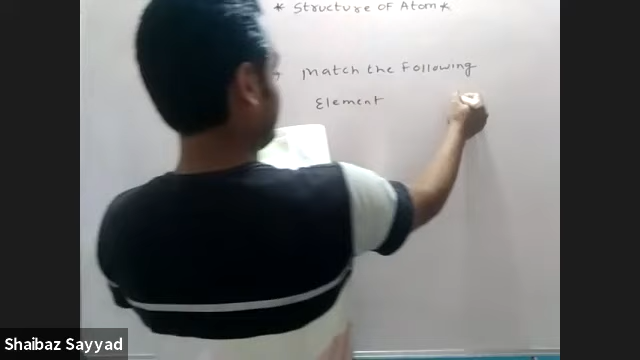 * Structure of Atom *
Match the following
Element
Shaibaz Sayyad